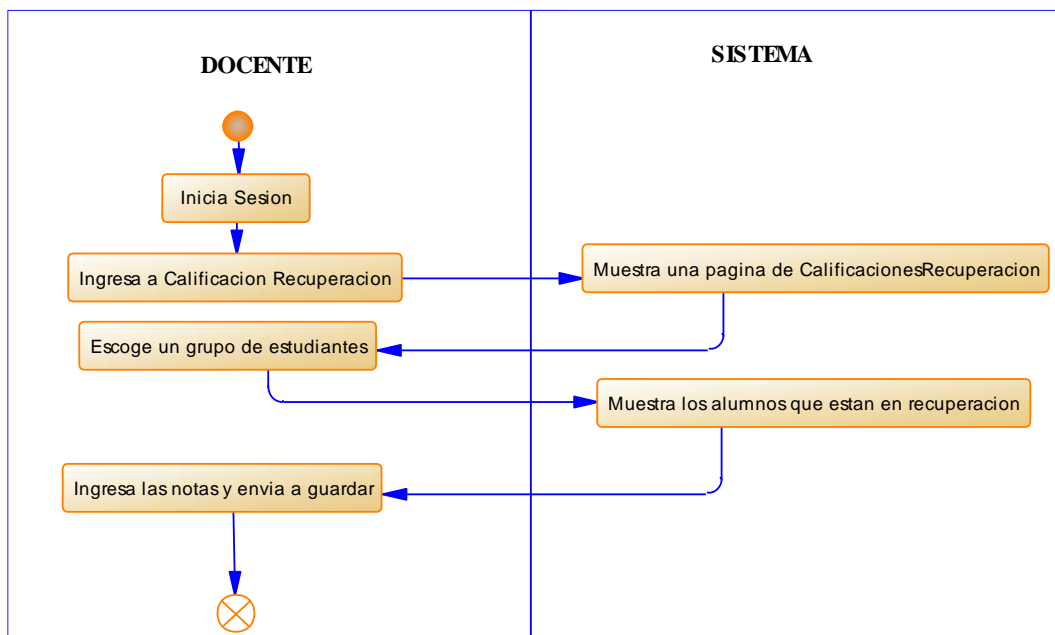 DOCENTE
SISTEMA
Inicia Sesion
Ingresa a Calificacion Recuperacion
Muestra una pagina de CalificacionesRecuperacion
Escoge un grupo de estudiantes
Muestra los alumnos que estan en recuperacion
Ingresa las notas y envia a guardar